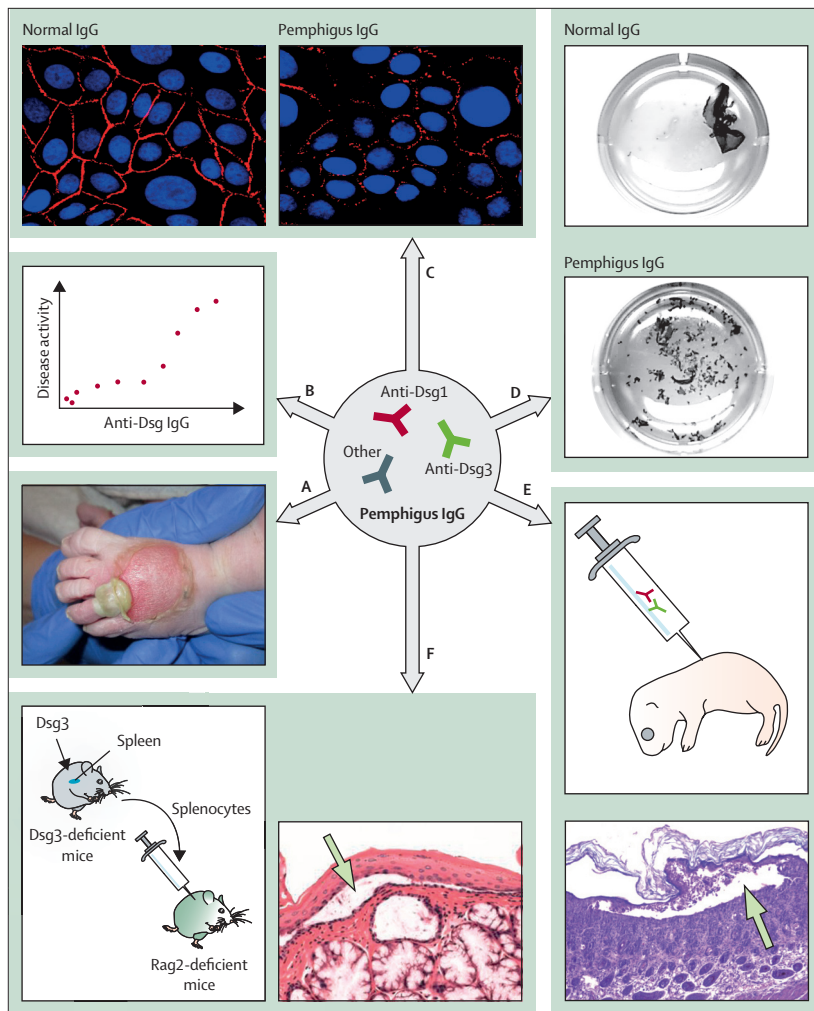 Normal IgG
Pemphigus IgG
Normal IgG
Pemphigus IgG
C
Disease activity
Anti-Dsg IgG
B
D
Anti-Dsg1
Other
Anti-Dsg3
Pemphigus IgG
A
E
F
Dsg3
Spleen
Splenocytes
Dsg3-deficient
mice
Rag2-deficient
mice